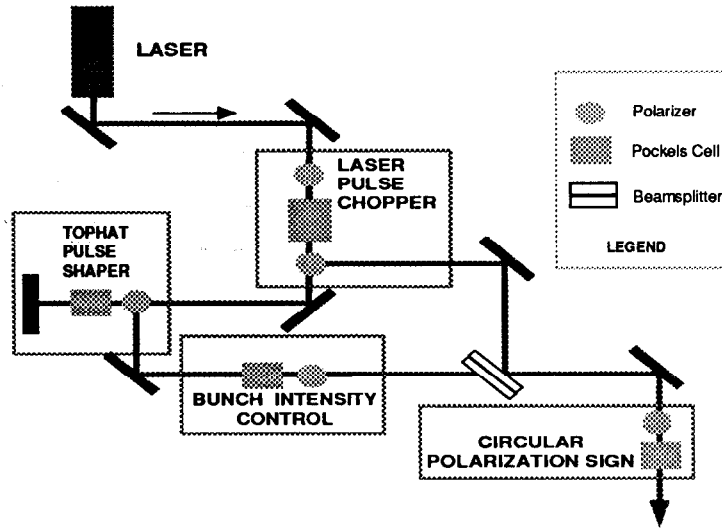 LASER
LASER
PULSE
CHOPPER
TOPHAT
PULSE
SHAPER
BUNCH INTENSITY
CONTROL
CIRCULAR
POLARIZATION SIGN
Polarizer
Pockels Cell
Beamsplitter
LEGEND